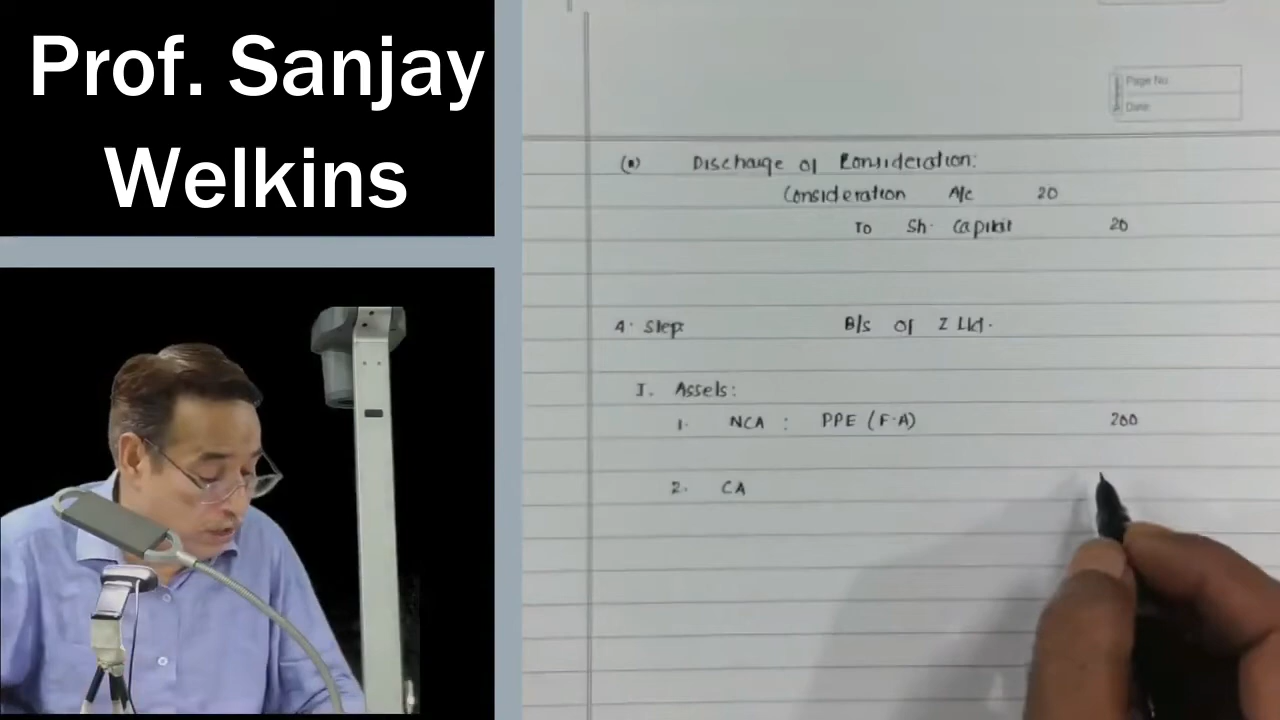 Prof. Sanjay
Welkins
Page No
Date:
(B) Discharge of Consideration:
Consideration A/c 20
To Sh. Capital 20
4. Step: B/s of Z Ltd.
I. Assets:
1. NCA : PPE (F.A) 200
2. CA